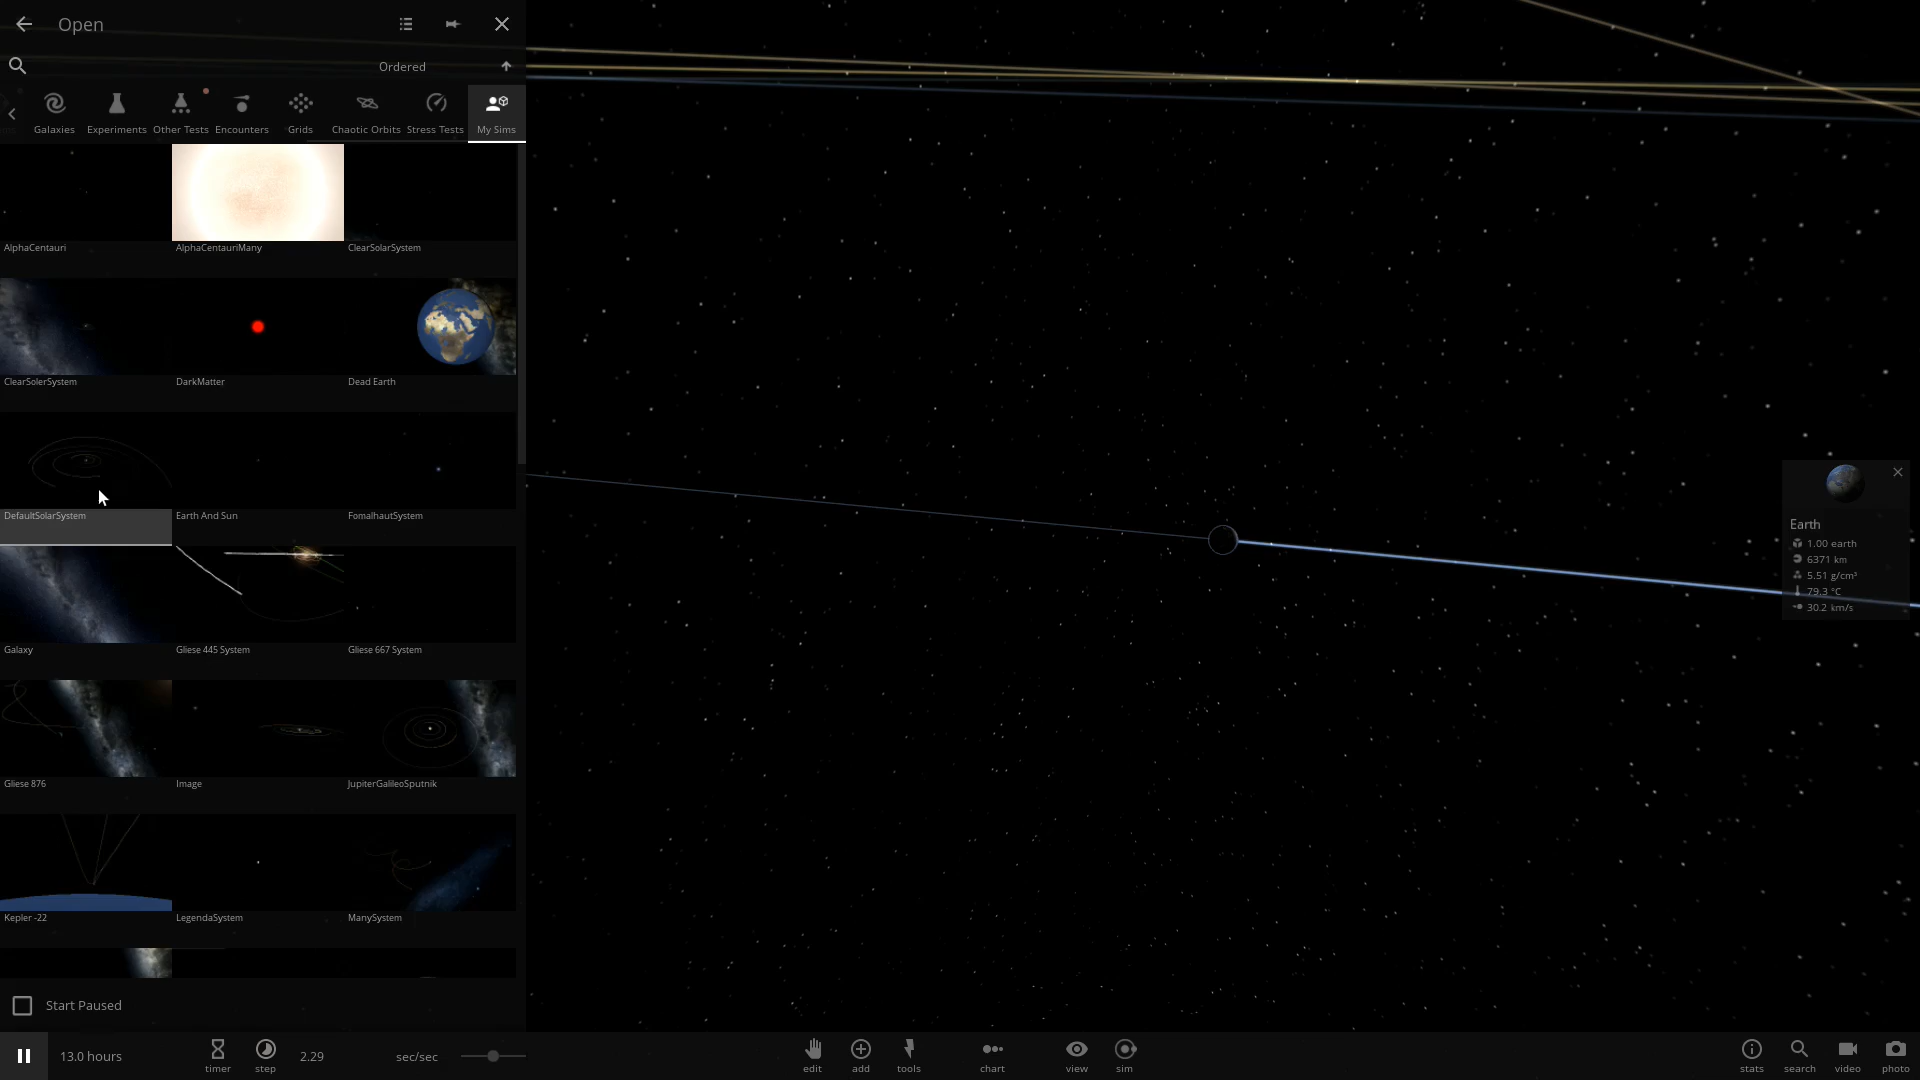 Open
Ordered
Galaxies
Experiments
Other Tests
Encounters
Grids
Chaotic Orbits
Stress Tests
My Sims
AlphaCentauri
AlphaCentauriMany
ClearSolarSystem
ClearSolerSystem
DarkMatter
Dead Earth
DefaultSolarSystem
Earth And Sun
FomalhautSystem
Galaxy
Gliese 445 System
Gliese 667 System
Gliese 876
Image
JupiterGalileoSputnik
Kepler -22
LegendaSystem
ManySystem
Start Paused
Earth
1.00 earth
6371 km
5.51 g/cm³
79.3 °C
30.2 km/s
13.0 hours
timer
step
2.29
sec/sec
edit
add
tools
chart
view
sim
stats
search
video
photo